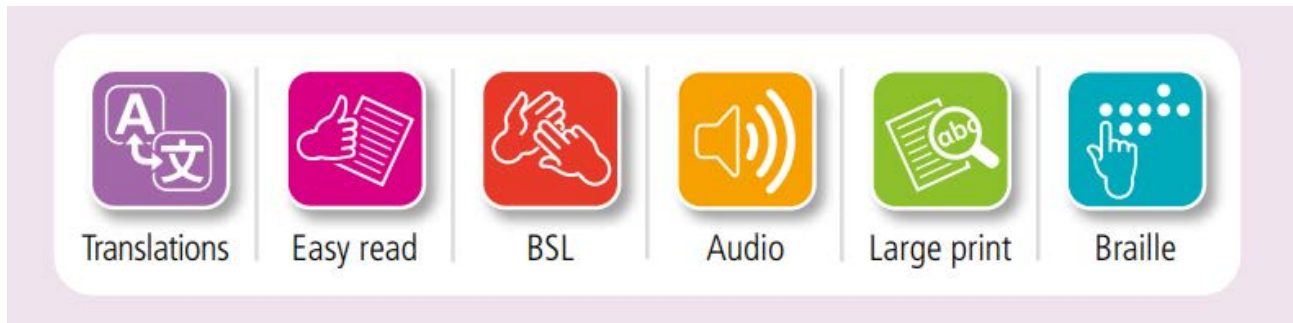 A
文
abc
Translations
Easy read
BSL
Audio
Large print
Braille